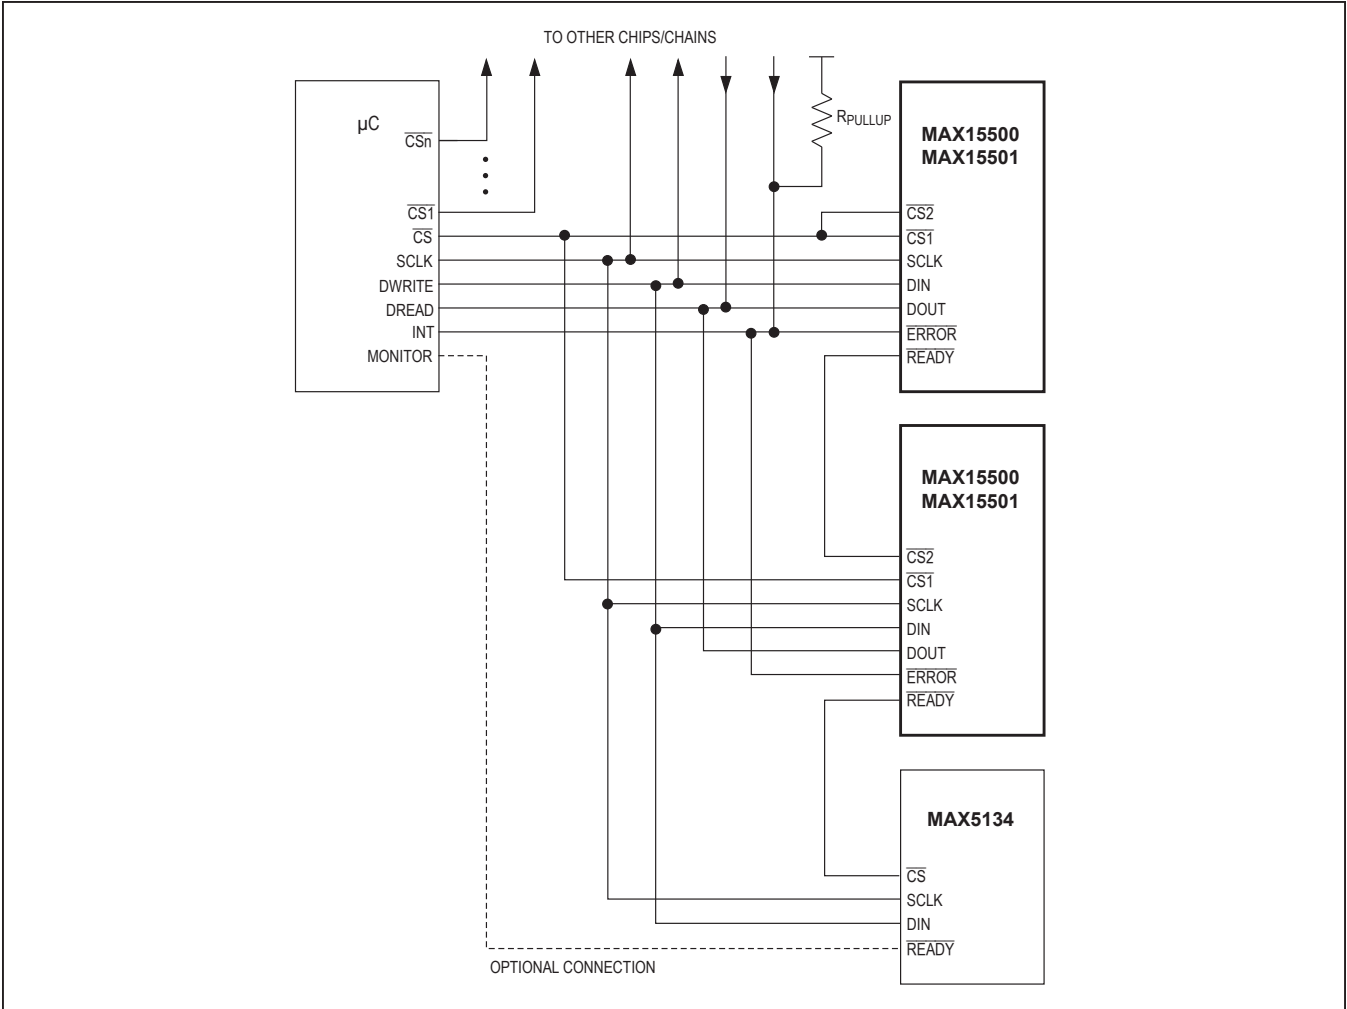 TO OTHER CHIPS/CHAINS
µC
CSn
CS1
CS
SCLK
DWRITE
DREAD
INT
MONITOR
RPULLUP
MAX15500
MAX15501
CS2
CS1
SCLK
DIN
DOUT
ERROR
READY
MAX15500
MAX15501
CS2
CS1
SCLK
DIN
DOUT
ERROR
READY
MAX5134
CS
SCLK
DIN
READY
OPTIONAL CONNECTION